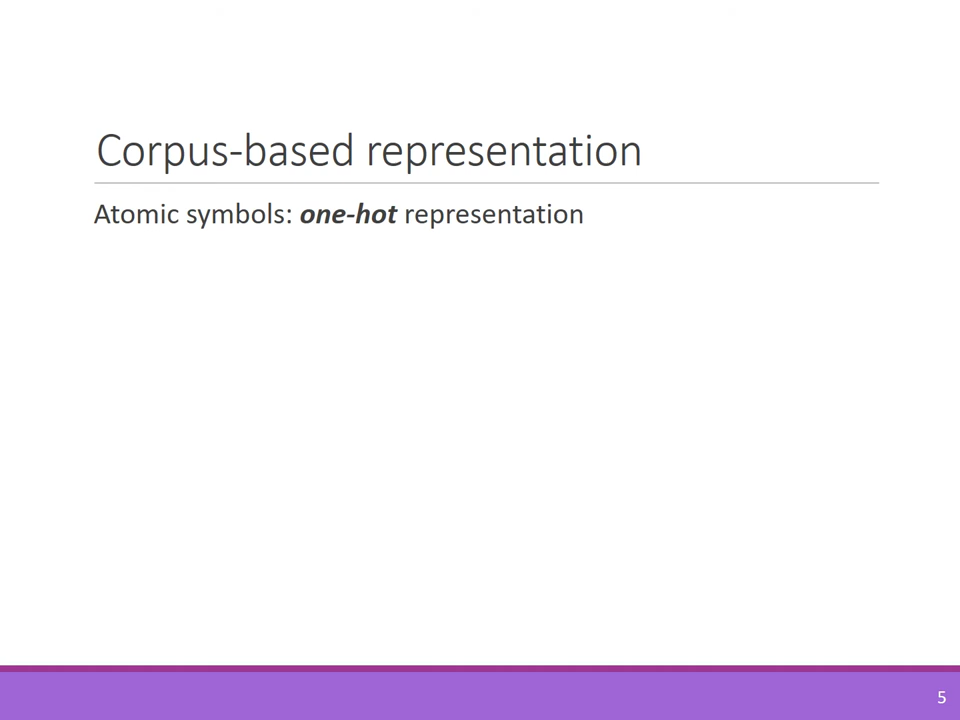 Corpus-based representation
Atomic symbols: one-hot representation
5